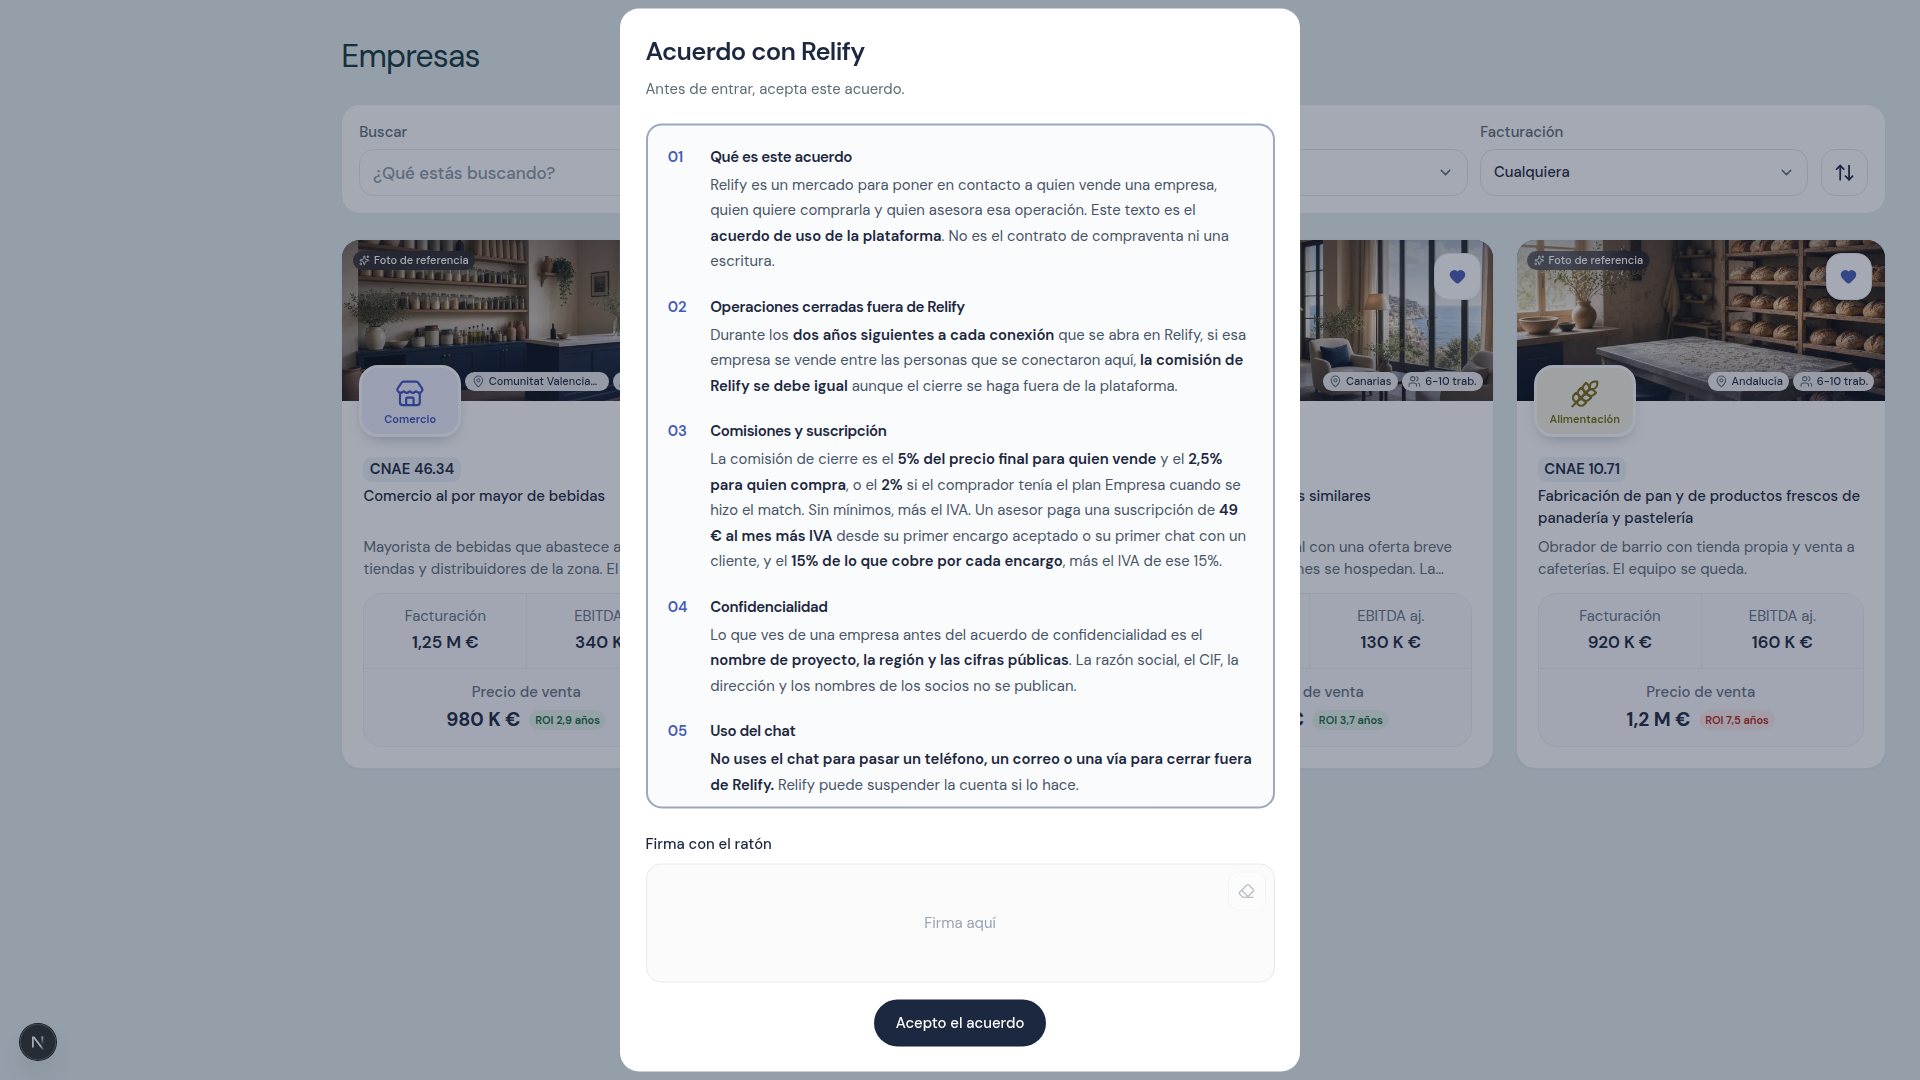 Empresas
Buscar
¿Qué estás buscando?
Facturación
Cualquiera
Acuerdo con Relify
Antes de entrar, acepta este acuerdo.
01 Qué es este acuerdo
Relify es un mercado para poner en contacto a quien vende una empresa,
quien quiere comprarla y quien asesora esa operación. Este texto es el
acuerdo de uso de la plataforma. No es el contrato de compraventa ni una
escritura.
02 Operaciones cerradas fuera de Relify
Durante los dos años siguientes a cada conexión que se abra en Relify, si esa
empresa se vende entre las personas que se conectaron aquí, la comisión de
Relify se debe igual aunque el cierre se haga fuera de la plataforma.
03 Comisiones y suscripción
La comisión de cierre es el 5% del precio final para quien vende y el 2,5%
para quien compra, o el 2% si el comprador tenía el plan Empresa cuando se
hizo el match. Sin mínimos, más el IVA. Un asesor paga una suscripción de 49
€ al mes más IVA desde su primer encargo aceptado o su primer chat con un
cliente, y el 15% de lo que cobre por cada encargo, más el IVA de ese 15%.
04 Confidencialidad
Lo que ves de una empresa antes del acuerdo de confidencialidad es el
nombre de proyecto, la región y las cifras públicas. La razón social, el CIF, la
dirección y los nombres de los socios no se publican.
05 Uso del chat
No uses el chat para pasar un teléfono, un correo o una vía para cerrar fuera
de Relify. Relify puede suspender la cuenta si lo hace.
Firma con el ratón
Firma aquí
Acepto el acuerdo
Foto de referencia
Comunitat Valencia...
Comercio
CNAE 46.34
Comercio al por mayor de bebidas
Mayorista de bebidas que abastece a
tiendas y distribuidores de la zona. El
Facturación
1,25 M €
EBITDA
340 K
Precio de venta
980 K €
ROI 2,9 años
Canarias
6-10 trab.
s similares
con una oferta breve
se hospedan. La...
EBITDA aj.
130 K €
de venta
ROI 3,7 años
Foto de referencia
Andalucía
6-10 trab.
Alimentación
CNAE 10.71
Fabricación de pan y de productos frescos de
panadería y pastelería
Obrador de barrio con tienda propia y venta a
cafeterías. El equipo se queda.
Facturación
920 K €
EBITDA aj.
160 K €
Precio de venta
1,2 M €
ROI 7,5 años
N